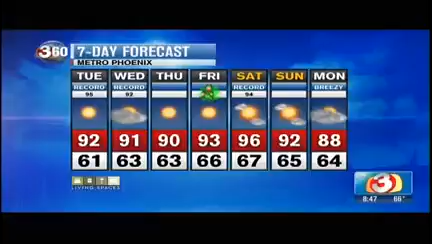 3 60
7-DAY FORECAST
METRO PHOENIX
TUE WED THU FRI SAT SUN MON
RECORD RECORD RECORD BREEZY
95 92 94
92 91 90 93 96 92 88
61 63 63 66 67 65 64
LIVING SPACES
3
8:47 66°